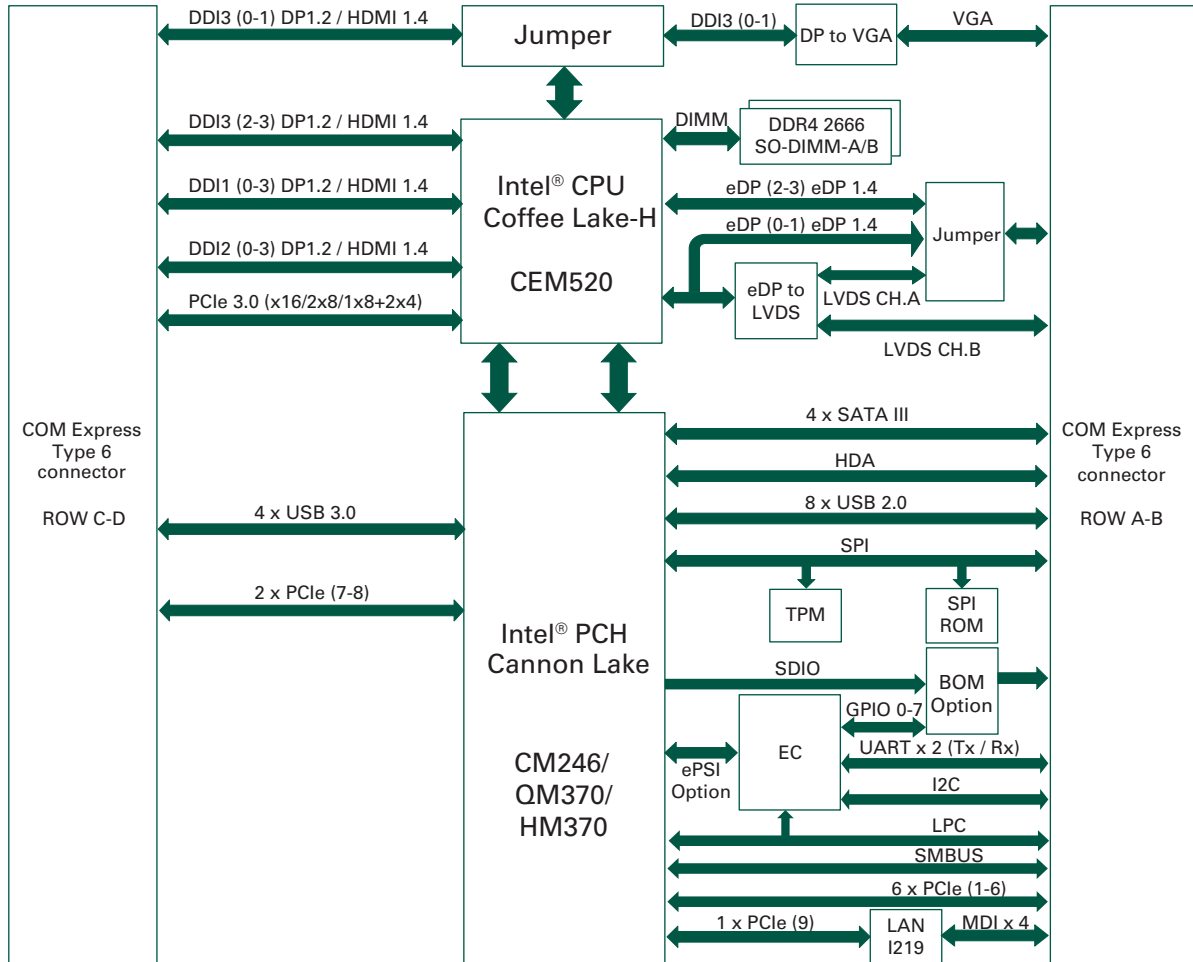 DDI3 (0-1) DP1.2 / HDMI 1.4
Jumper
DDI3 (0-1)
DP to VGA
VGA
DDI3 (2-3) DP1.2 / HDMI 1.4
DDI1 (0-3) DP1.2 / HDMI 1.4
DDI2 (0-3) DP1.2 / HDMI 1.4
PCIe 3.0 (x16/2x8/1x8+2x4)
Intel® CPU
Coffee Lake-H
CEM520
DIMM
DDR4 2666
SO-DIMM-A/B
eDP (2-3) eDP 1.4
eDP (0-1) eDP 1.4
Jumper
eDP to
LVDS
LVDS CH.A
LVDS CH.B
COM Express
Type 6
connector
ROW C-D
4 x USB 3.0
2 x PCIe (7-8)
Intel® PCH
Cannon Lake
CM246/
QM370/
HM370
4 x SATA III
HDA
8 x USB 2.0
SPI
TPM
SPI
ROM
SDIO
BOM
Option
GPIO 0-7
EC
ePSI
Option
UART x 2 (Tx / Rx)
I2C
LPC
SMBUS
6 x PCIe (1-6)
1 x PCIe (9)
LAN
I219
MDI x 4
COM Express
Type 6
connector
ROW A-B